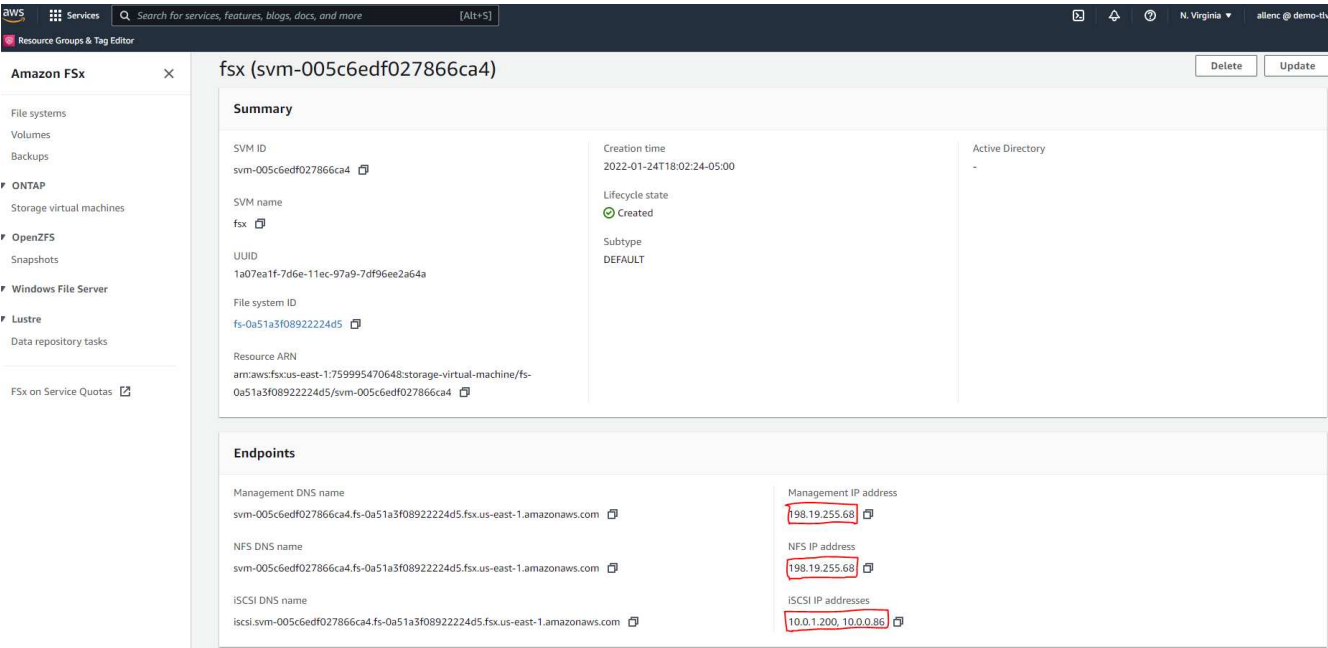 aws
Services
Search for services, features, blogs, docs, and more
[Alt+S]
N. Virginia
allenc @ demo-tlv
Resource Groups & Tag Editor
Amazon FSx
File systems
Volumes
Backups
ONTAP
Storage virtual machines
OpenZFS
Snapshots
Windows File Server
Lustre
Data repository tasks
FSx on Service Quotas
fsx (svm-005c6edf027866ca4)
Delete
Update
Summary
SVM ID
svm-005c6edf027866ca4
SVM name
fsx
UUID
1a07ea1f-7d6e-11ec-97a9-7df96ee2a64a
File system ID
fs-0a51a3f08922224d5
Resource ARN
arn:aws:fsx:us-east-1:759995470648:storage-virtual-machine/fs-
0a51a3f08922224d5/svm-005c6edf027866ca4
Creation time
2022-01-24T18:02:24-05:00
Lifecycle state
Created
Subtype
DEFAULT
Active Directory
-
Endpoints
Management DNS name
svm-005c6edf027866ca4.fs-0a51a3f08922224d5.fsx.us-east-1.amazonaws.com
Management IP address
198.19.255.68
NFS DNS name
svm-005c6edf027866ca4.fs-0a51a3f08922224d5.fsx.us-east-1.amazonaws.com
NFS IP address
198.19.255.68
iSCSI DNS name
iscsi.svm-005c6edf027866ca4.fs-0a51a3f08922224d5.fsx.us-east-1.amazonaws.com
iSCSI IP addresses
10.0.1.200, 10.0.0.86